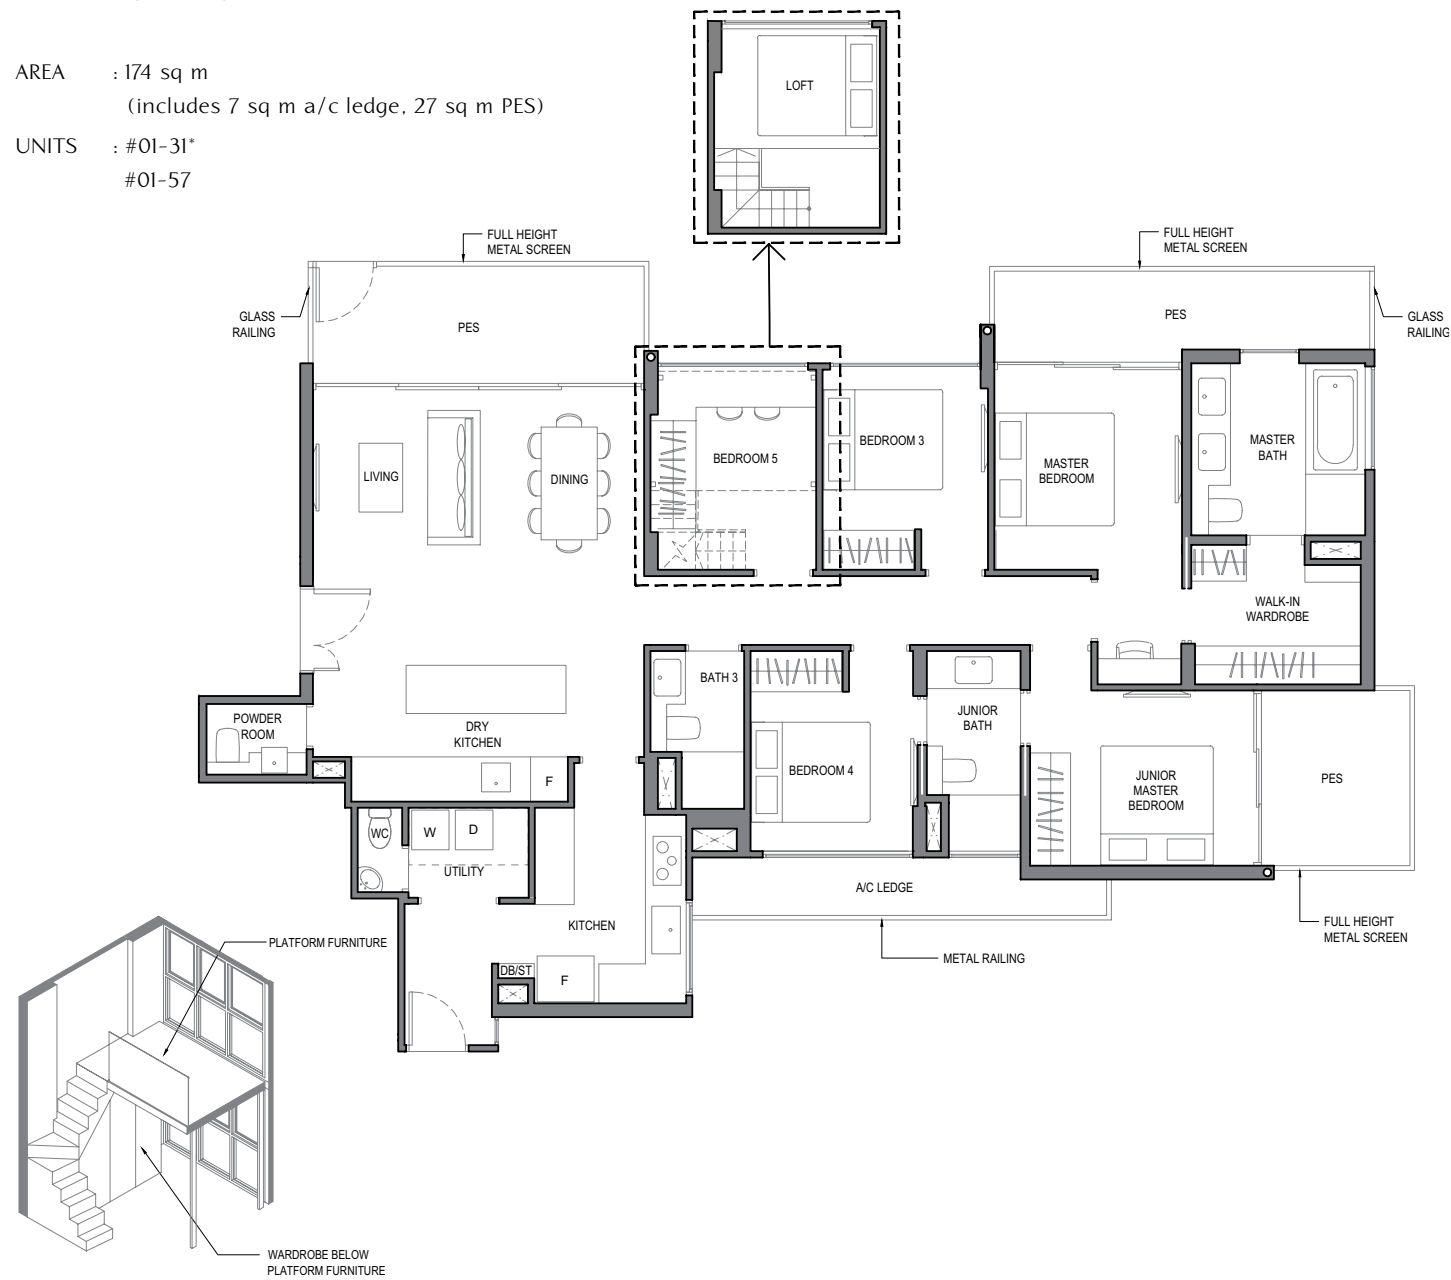 AREA : 174 sq m
(includes 7 sq m a/c ledge, 27 sq m PES)
UNITS : #01-31*
#01-57
LOFT
FULL HEIGHT
METAL SCREEN
FULL HEIGHT
METAL SCREEN
GLASS
RAILING
PES
PES
GLASS
RAILING
LIVING
DINING
BEDROOM 5
BEDROOM 3
MASTER
BEDROOM
MASTER
BATH
WALK-IN
WARDROBE
POWDER
ROOM
DRY
KITCHEN
F
BATH 3
BEDROOM 4
JUNIOR
BATH
JUNIOR
MASTER
BEDROOM
PES
WC
W
D
UTILITY
KITCHEN
A/C LEDGE
FULL HEIGHT
METAL SCREEN
METAL RAILING
DB/ST
F
PLATFORM FURNITURE
WARDROBE BELOW
PLATFORM FURNITURE